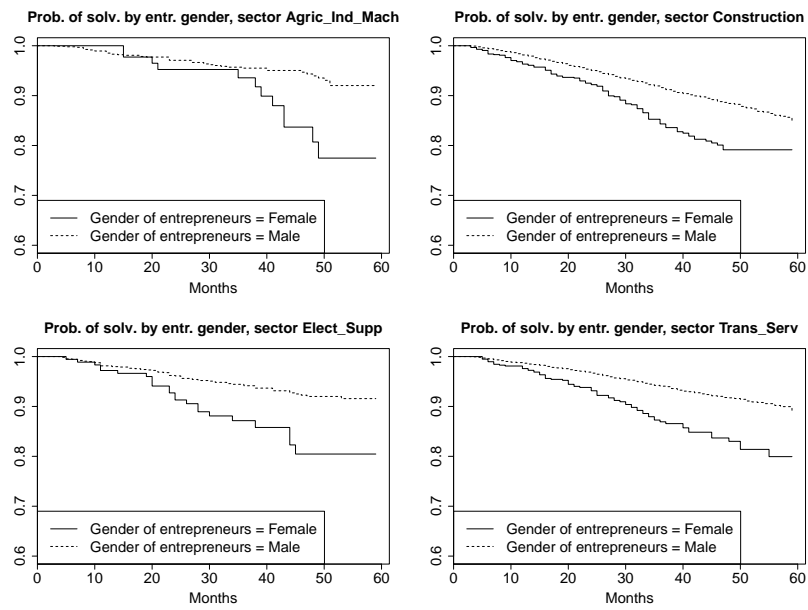 Prob. of solv. by entr. gender, sector Agric_Ind_Mach
1.0
0.9
0.8
0.7
0.6
Gender of entrepreneurs = Female
Gender of entrepreneurs = Male
0 10 20 30 40 50 60
Months
Prob. of solv. by entr. gender, sector Construction
1.0
0.9
0.8
0.7
0.6
Gender of entrepreneurs = Female
Gender of entrepreneurs = Male
0 10 20 30 40 50 60
Months
Prob. of solv. by entr. gender, sector Elect_Supp
1.0
0.9
0.8
0.7
0.6
Gender of entrepreneurs = Female
Gender of entrepreneurs = Male
0 10 20 30 40 50 60
Months
Prob. of solv. by entr. gender, sector Trans_Serv
1.0
0.9
0.8
0.7
0.6
Gender of entrepreneurs = Female
Gender of entrepreneurs = Male
0 10 20 30 40 50 60
Months